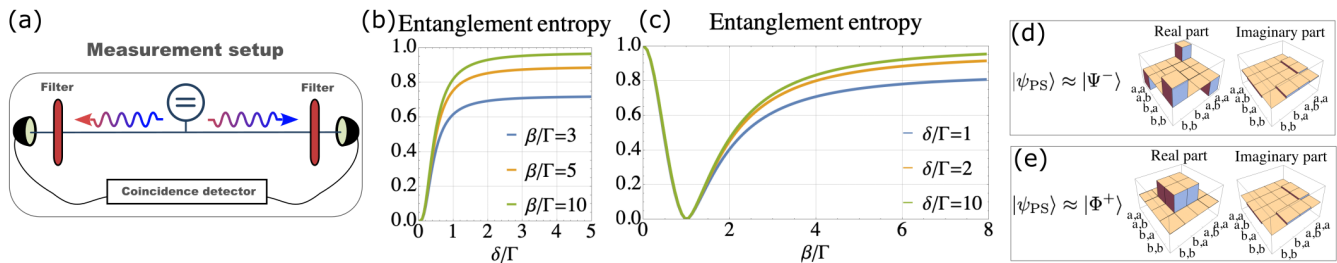 (a)
Measurement setup
Filter
Filter
Coincidence detector
(b)
Entanglement entropy
1.0
0.8
0.6
0.4
0.2
0.0
0 1 2 3 4 5
δ/Γ
β/Γ=3
β/Γ=5
β/Γ=10
(c)
Entanglement entropy
1.0
0.8
0.6
0.4
0.2
0.0
0 2 4 6 8
β/Γ
δ/Γ=1
δ/Γ=2
δ/Γ=10
(d)
|ψPS⟩ ≈ |Ψ−⟩
Real part
a,a
a,b
b,a
b,b
a,a
a,b
b,a
b,b
Imaginary part
a,a
a,b
b,a
b,b
a,a
a,b
b,a
b,b
(e)
|ψPS⟩ ≈ |Φ+⟩
Real part
a,a
a,b
b,a
b,b
a,a
a,b
b,a
b,b
Imaginary part
a,a
a,b
b,a
b,b
a,a
a,b
b,a
b,b